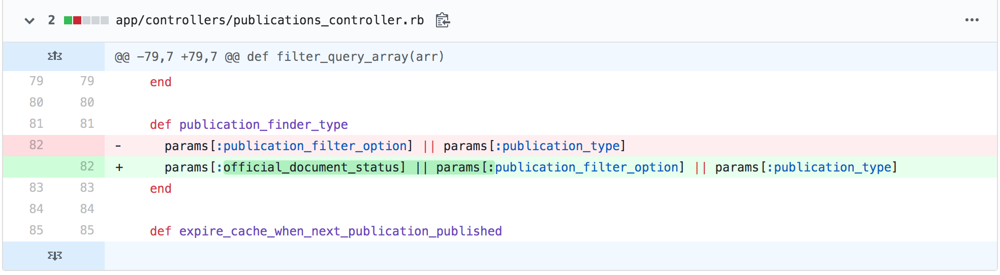 2 app/controllers/publications_controller.rb
@@ -79,7 +79,7 @@ def filter_query_array(arr)
79 79 end
80 80
81 81 def publication_finder_type
82 - params[:publication_filter_option] || params[:publication_type]
82 + params[:official_document_status] || params[:publication_filter_option] || params[:publication_type]
83 83 end
84 84
85 85 def expire_cache_when_next_publication_published